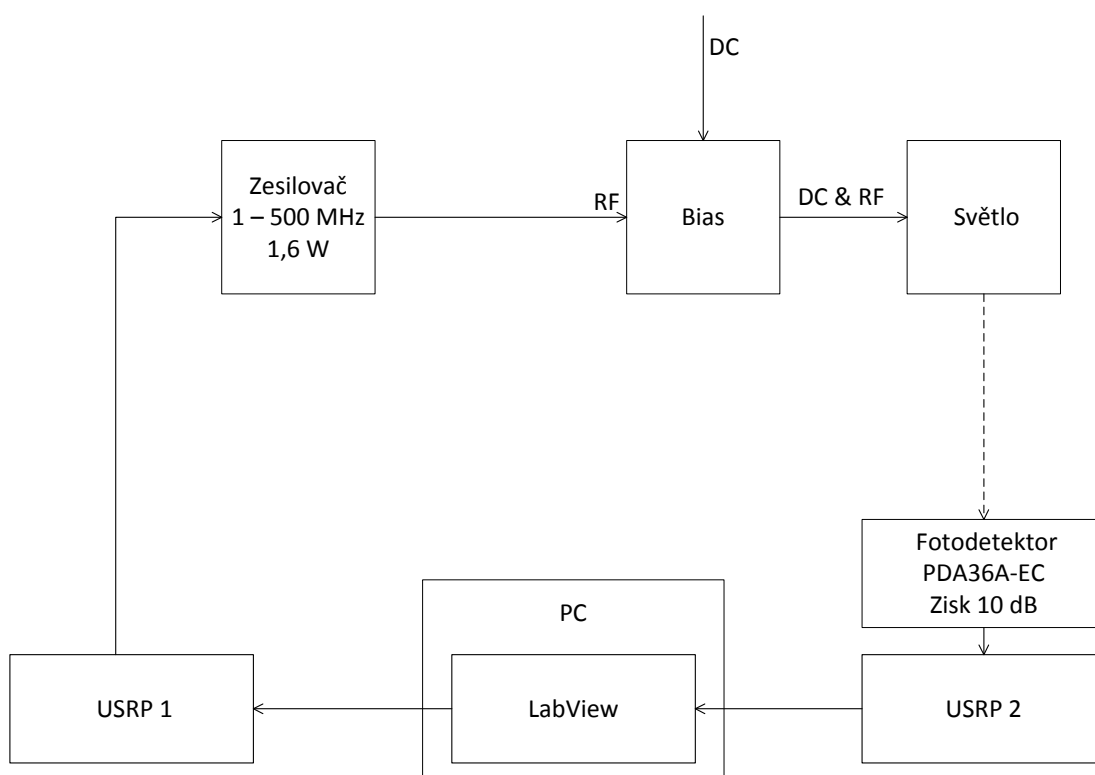 DC
Zesilovač
1 – 500 MHz
1,6 W
RF
Bias
DC & RF
Světlo
Fotodetektor
PDA36A-EC
Zisk 10 dB
PC
USRP 1
LabView
USRP 2